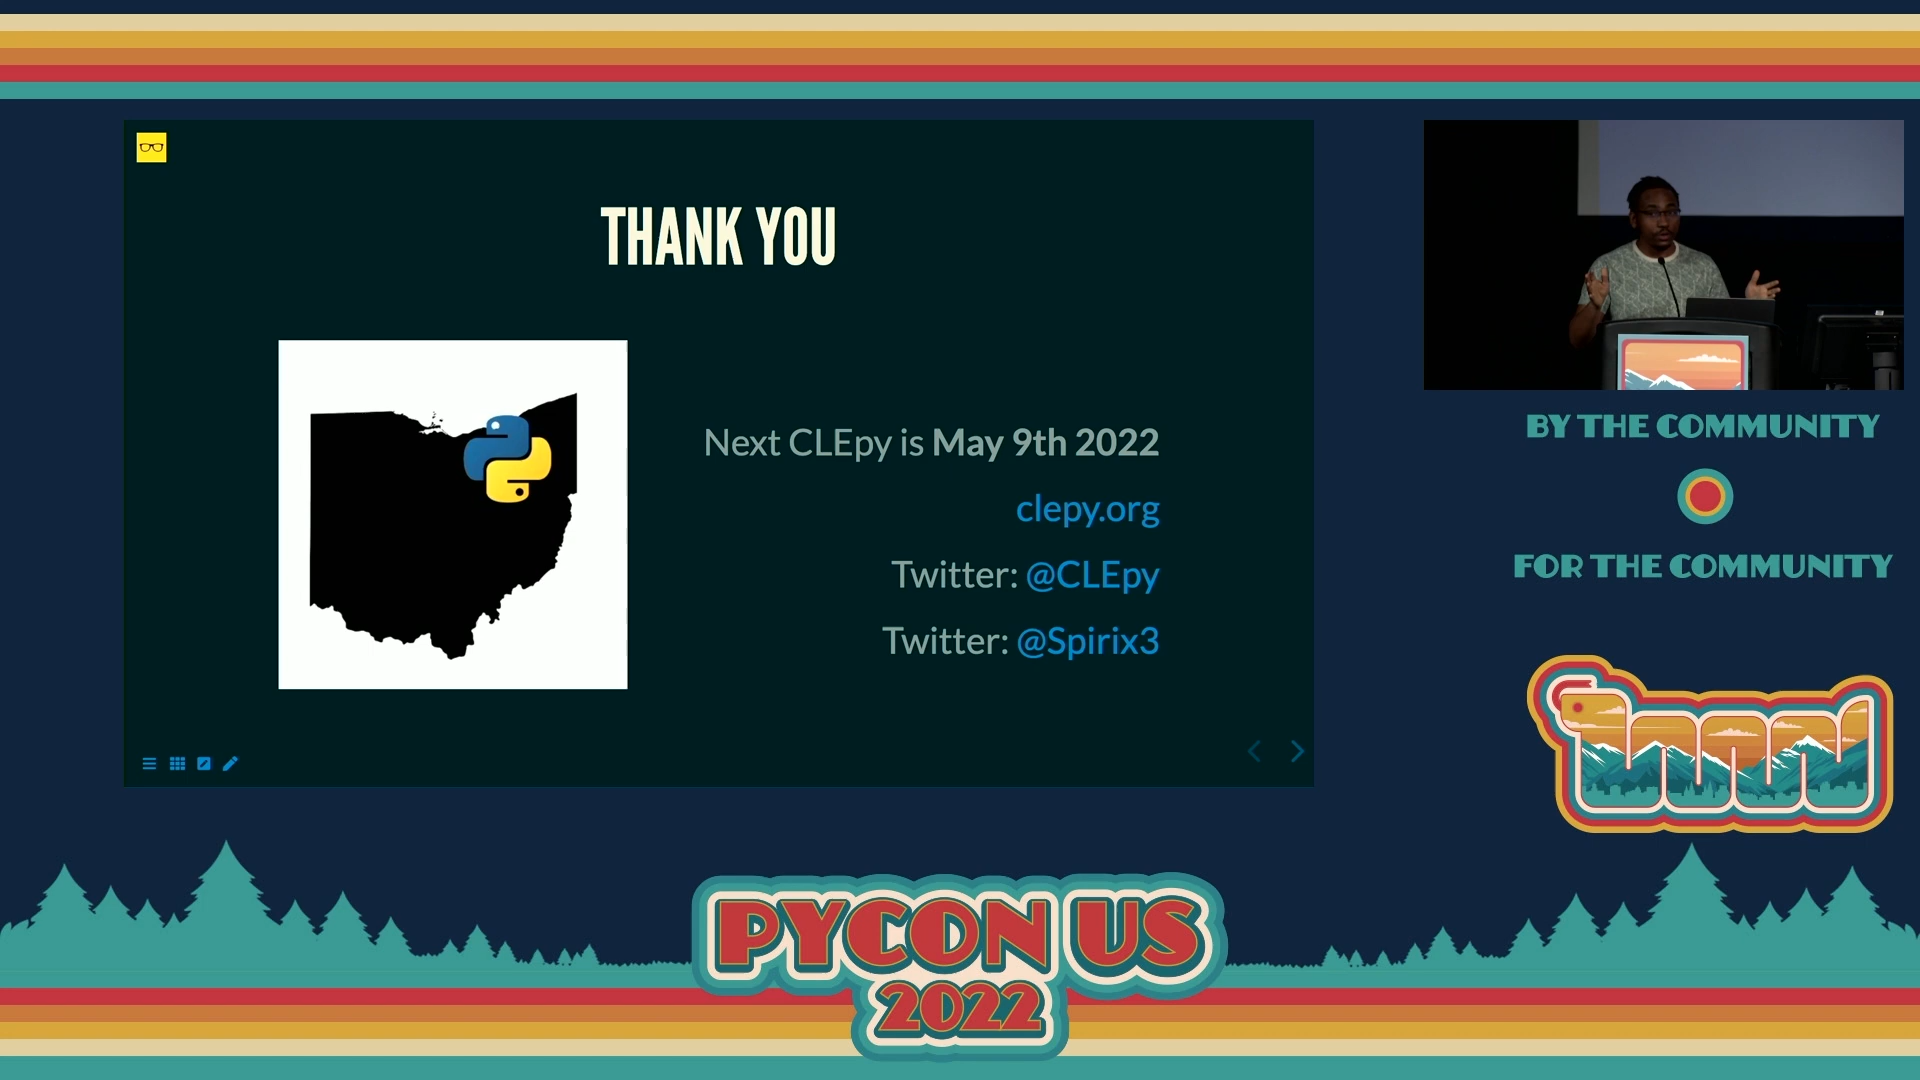 THANK YOU
Next CLEpy is May 9th 2022
clepy.org
Twitter: @CLEpy
Twitter: @Spirix3
BY THE COMMUNITY
FOR THE COMMUNITY
PYCON US
2022